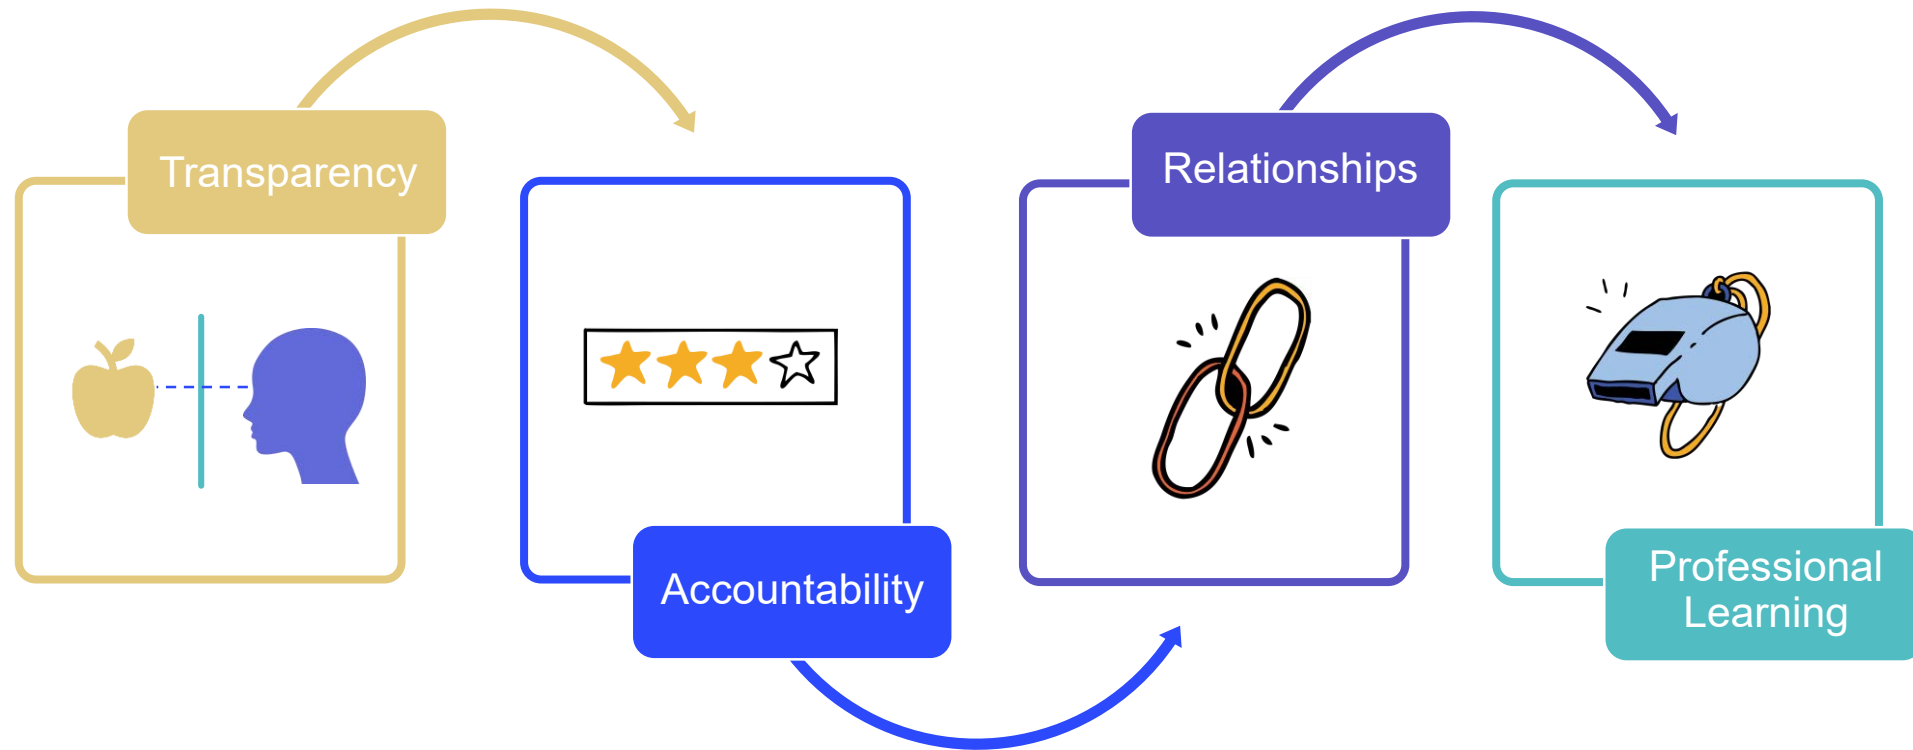 Transparency
Accountability
Relationships
Professional
Learning